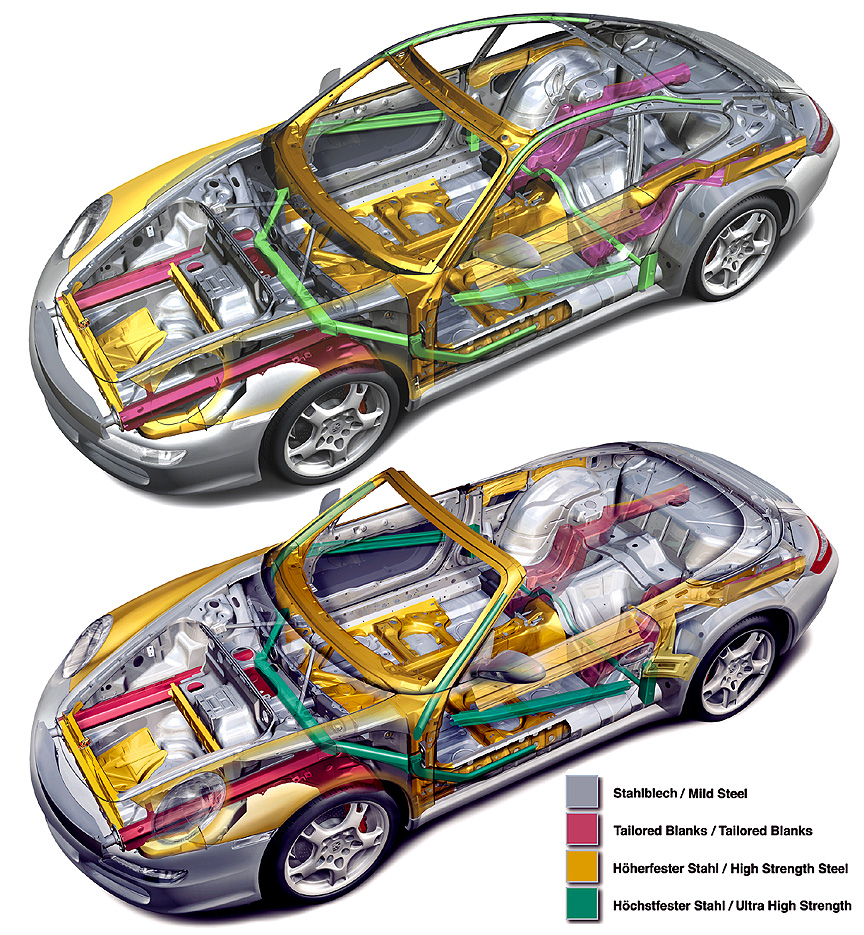 Stahlblech / Mild Steel
Tailored Blanks / Tailored Blanks
Höherfester Stahl / High Strength Steel
Höchstfester Stahl / Ultra High Strength